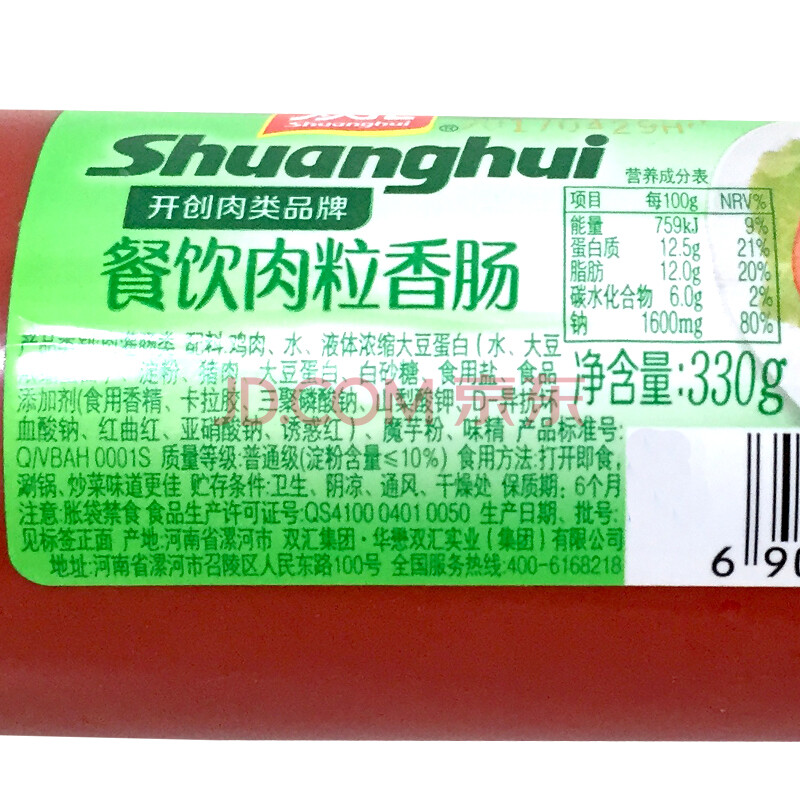 Shuanghui
®
20170429H
Shuanghui
开创肉类品牌
餐饮肉粒香肠
营养成分表
项目 每100g NRV%
能量 759kJ 9%
蛋白质 12.5g 21%
脂肪 12.0g 20%
碳水化合物 6.0g 2%
钠 1600mg 80%
净含量:330g
配料:鸡肉、水、液体浓缩大豆蛋白(水、大豆
淀粉、猪肉、大豆蛋白、白砂糖、食用盐、食品
添加剂(食用香精、卡拉胶、三聚磷酸钠、山梨酸钾、D-异抗坏
血酸钠、红曲红、亚硝酸钠、诱惑红)、魔芋粉、味精 产品标准号:
Q/VBAH 0001S 质量等级:普通级(淀粉含量≤10%) 食用方法:打开即食,
涮锅、炒菜味道更佳 贮存条件:卫生、阴凉、通风、干燥处 保质期: 6个月
注意:胀袋禁食 食品生产许可证号:QS4100 0401 0050 生产日期、批号:
见标签正面 产地:河南省漯河市 双汇集团·华懋双汇实业(集团)有限公司
地址:河南省漯河市召陵区人民东路100号 全国服务热线:400-6168218
6 90
JD.COM 京东